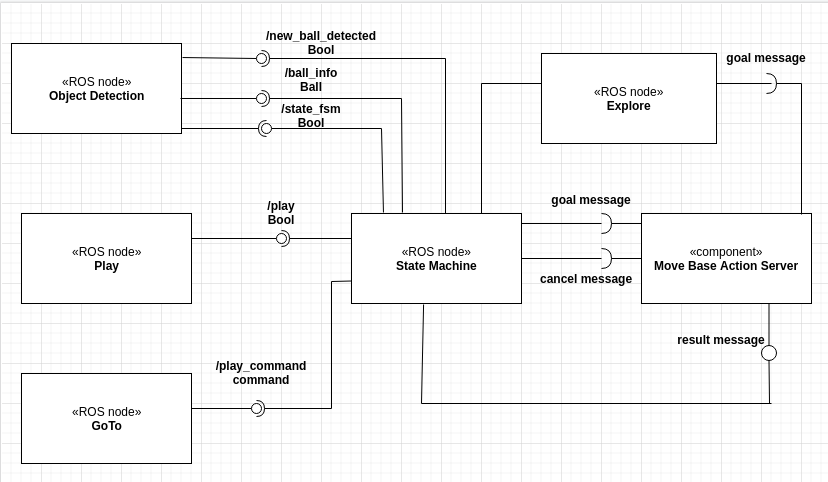 /new_ball_detected
Bool
/ball_info
Ball
/state_fsm
Bool
«ROS node»
Object Detection
goal message
«ROS node»
Explore
/play
Bool
«ROS node»
Play
«ROS node»
State Machine
goal message
cancel message
«component»
Move Base Action Server
result message
/play_command
command
«ROS node»
GoTo